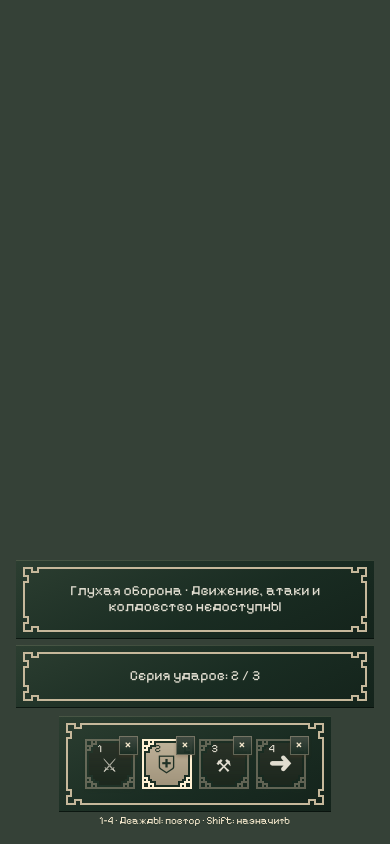 Глухая оборона · Движение, атаки и
колдовство недоступны
Серия ударов: 2 / 3
1 × 2 × 3 × 4 ×
1-4 · Дважды: повтор · Shift: назначить